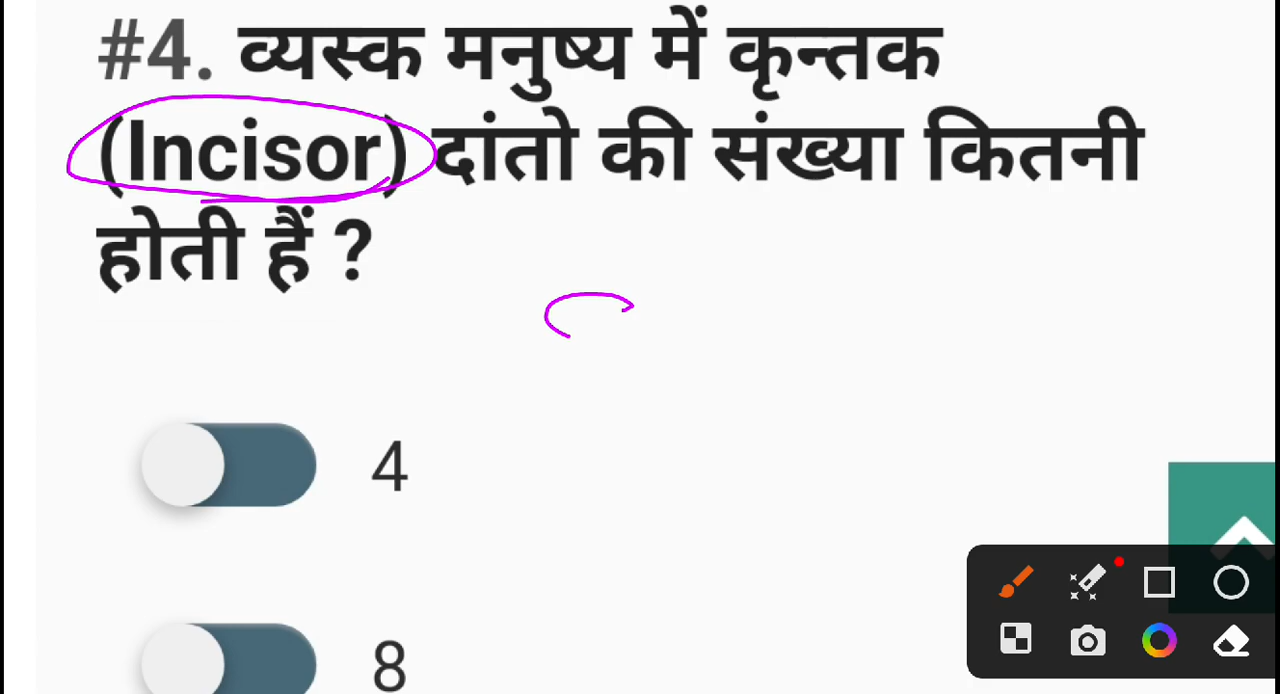 #4. व्यस्क मनुष्य में कृन्तक
(Incisor) दांतो की संख्या कितनी
होती हैं ?
4
8